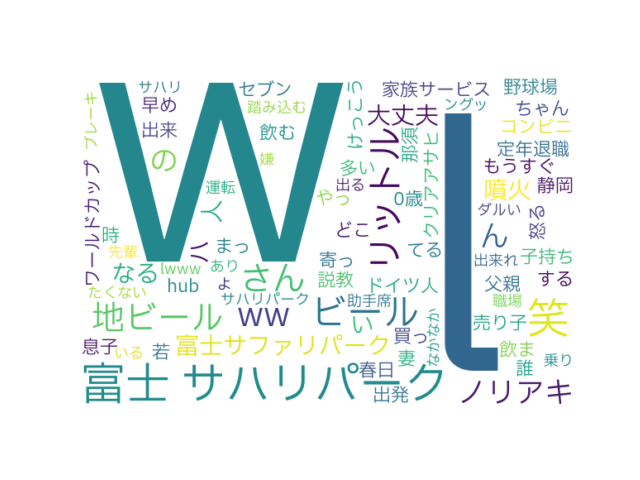 W
l
サハリ
セブン
家族サービス
野球場
早め
踏み込む
けっこう
ングッ
ちゃん
ブレーキ
出来
飲む
大丈夫
コンビニ
の
嫌
リットル
那須
クリアアサヒ
定年退職
ワールドカップ
多い
もうすぐ
人
運転
やっ
出る
0歳
噴火
静岡
時
ハ
まっ
どこ
てる
ん
ダルい
怒る
先輩
lwww
あり
寄っ
出来れ
子持ち
なる
さん
説教
ドイツ人
父親
する
たくない
hub
ょ
サハリパーク
助手席
職場
地ビール
ww
ビール
い
買っ
なかなか
売り子
笑
息子
いる
若
富士サファリパーク
妻
飲ま
春日
誰
乗り
富士 サハリパーク
出発
ノリアキ